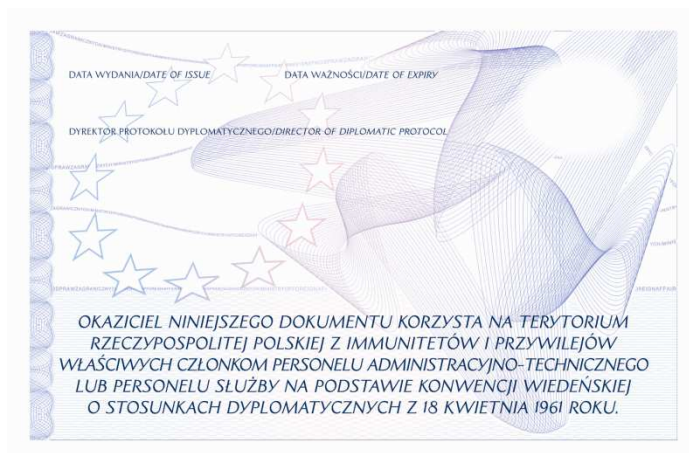 DATA WYDANIA/DATE OF ISSUE DATA WAŻNOŚCI/DATE OF EXPIRY
DYREKTOR PROTOKOŁU DYPLOMATYCZNEGO/DIRECTOR OF DIPLOMATIC PROTOCOL
OKAZICIEL NINIEJSZEGO DOKUMENTU KORZYSTA NA TERYTORIUM
RZECZYPOSPOLITEJ POLSKIEJ Z IMMUNITETÓW I PRZYWILEJÓW
WŁAŚCIWYCH CZŁONKOM PERSONELU ADMINISTRACYJNO-TECHNICZNEGO
LUB PERSONELU SŁUŻBY NA PODSTAWIE KONWENCJI WIEDEŃSKIEJ
O STOSUNKACH DYPLOMATYCZNYCH Z 18 KWIETNIA 1961 ROKU.